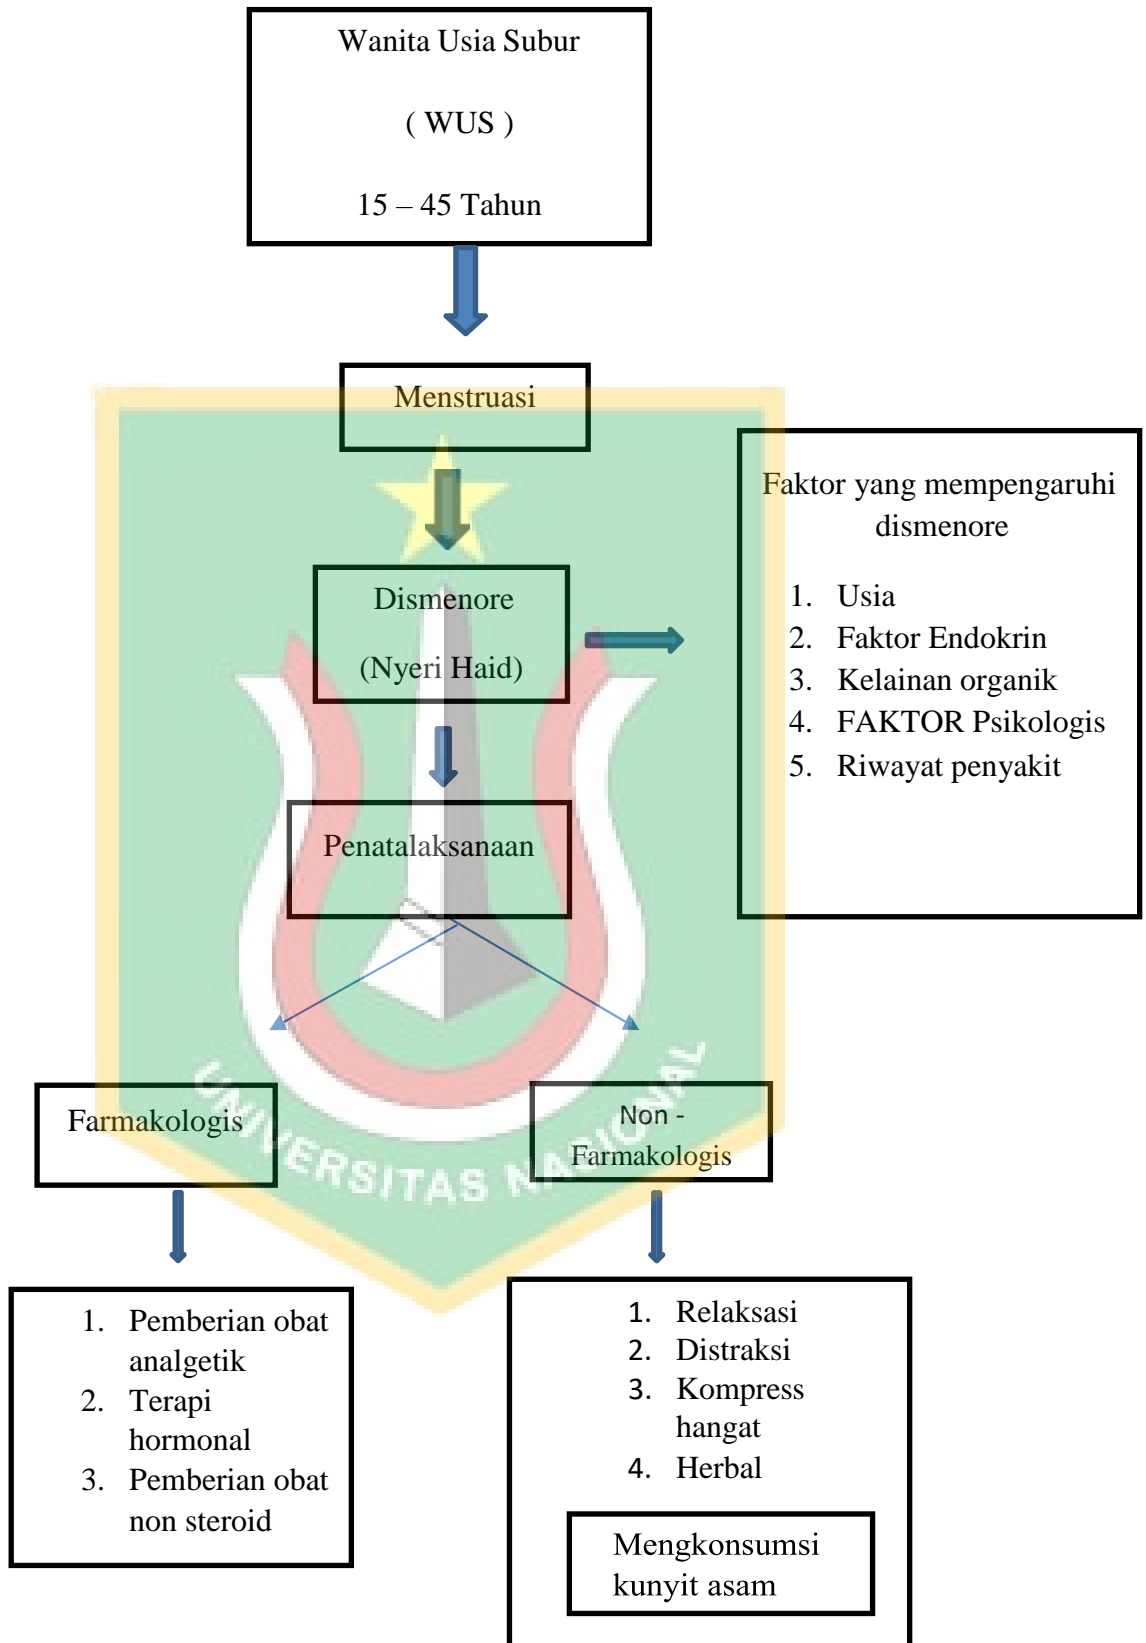 Wanita Usia Subur
( WUS )
15 – 45 Tahun
Menstruasi
Faktor yang mempengaruhi
dismenore
1. Usia
2. Faktor Endokrin
3. Kelainan organik
4. FAKTOR Psikologis
5. Riwayat penyakit
Dismenore
(Nyeri Haid)
Penatalaksanaan
Farmakologis
Non -
Farmakologis
UNIVERSITAS NASIONAL
1. Pemberian obat
analgetik
2. Terapi
hormonal
3. Pemberian obat
non steroid
1. Relaksasi
2. Distraksi
3. Kompress
hangat
4. Herbal
Mengkonsumsi
kunyit asam